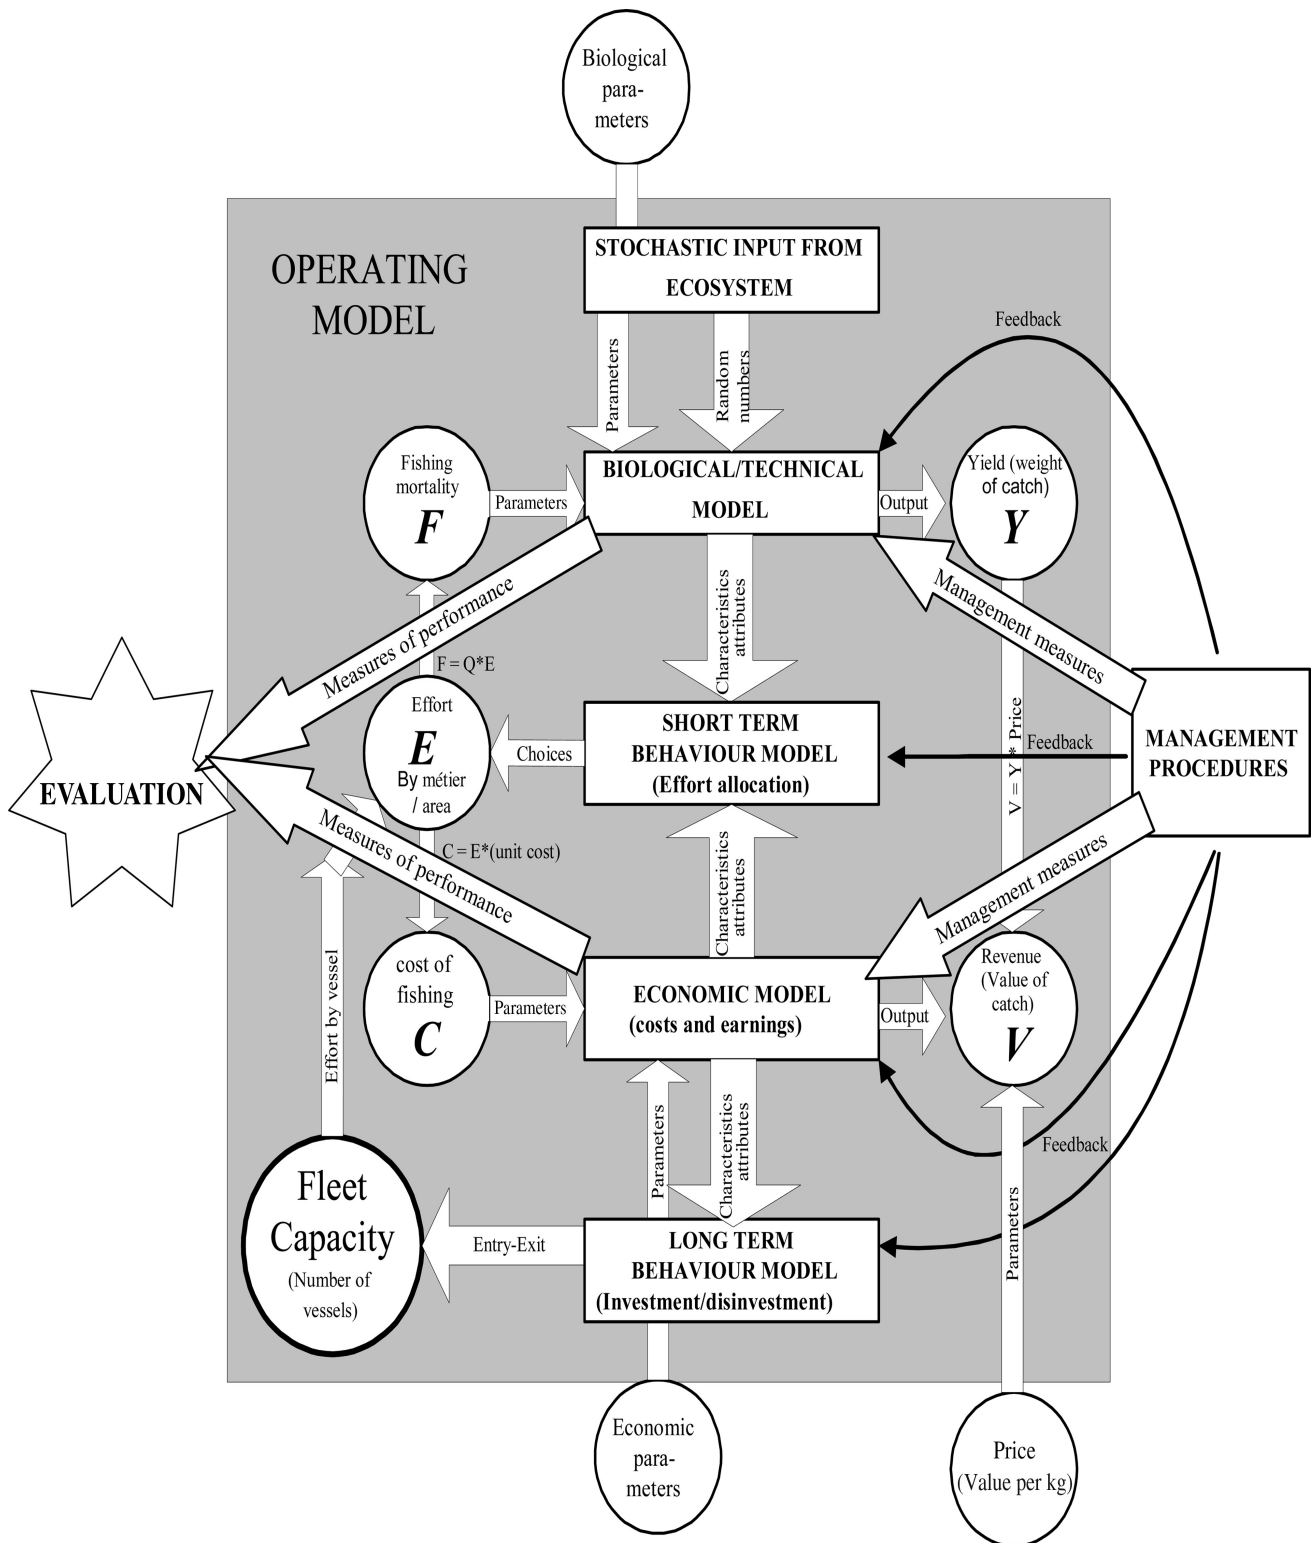 Biological
para-
meters
OPERATING
MODEL
STOCHASTIC INPUT FROM
ECOSYSTEM
Feedback
Parameters
Random
numbers
Fishing
mortality
F
Parameters
BIOLOGICAL/TECHNICAL
MODEL
Output
Yield (weight
of catch)
Y
Measures of performance
Characteristics
attributes
Management measures
F = Q*E
Effort
E
By métier
/ area
Choices
SHORT TERM
BEHAVIOUR MODEL
(Effort allocation)
V = Y * Price
Feedback
MANAGEMENT
PROCEDURES
EVALUATION
Measures of performance
C = E*(unit cost)
Characteristics
attributes
Management measures
Effort by vessel
cost of
fishing
C
Parameters
ECONOMIC MODEL
(costs and earnings)
Output
Revenue
(Value of
catch)
V
Parameters
Characteristics
attributes
Feedback
Parameters
Fleet
Capacity
(Number of
vessels)
Entry-Exit
LONG TERM
BEHAVIOUR MODEL
(Investment/disinvestment)
Economic
para-
meters
Price
(Value per kg)